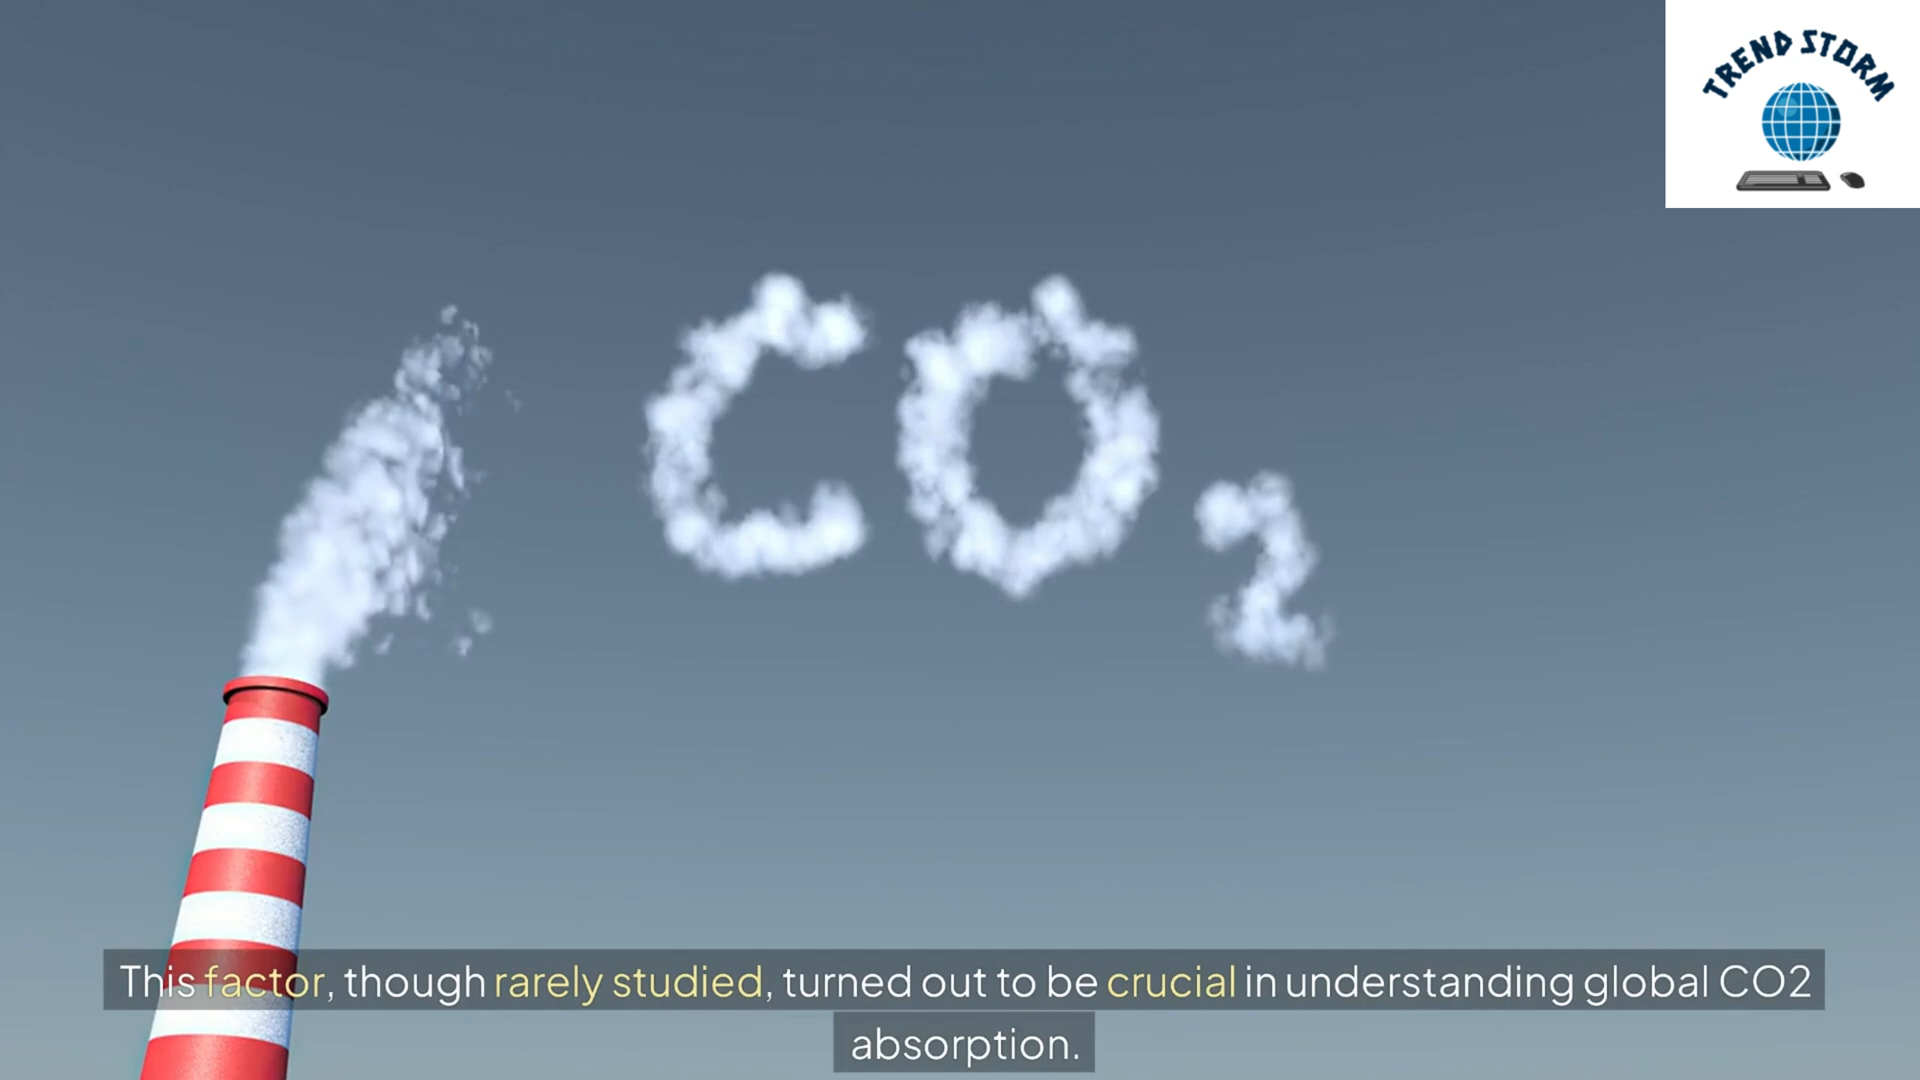 TREND STORM
CO2
This factor, though rarely studied, turned out to be crucial in understanding global CO2
absorption.